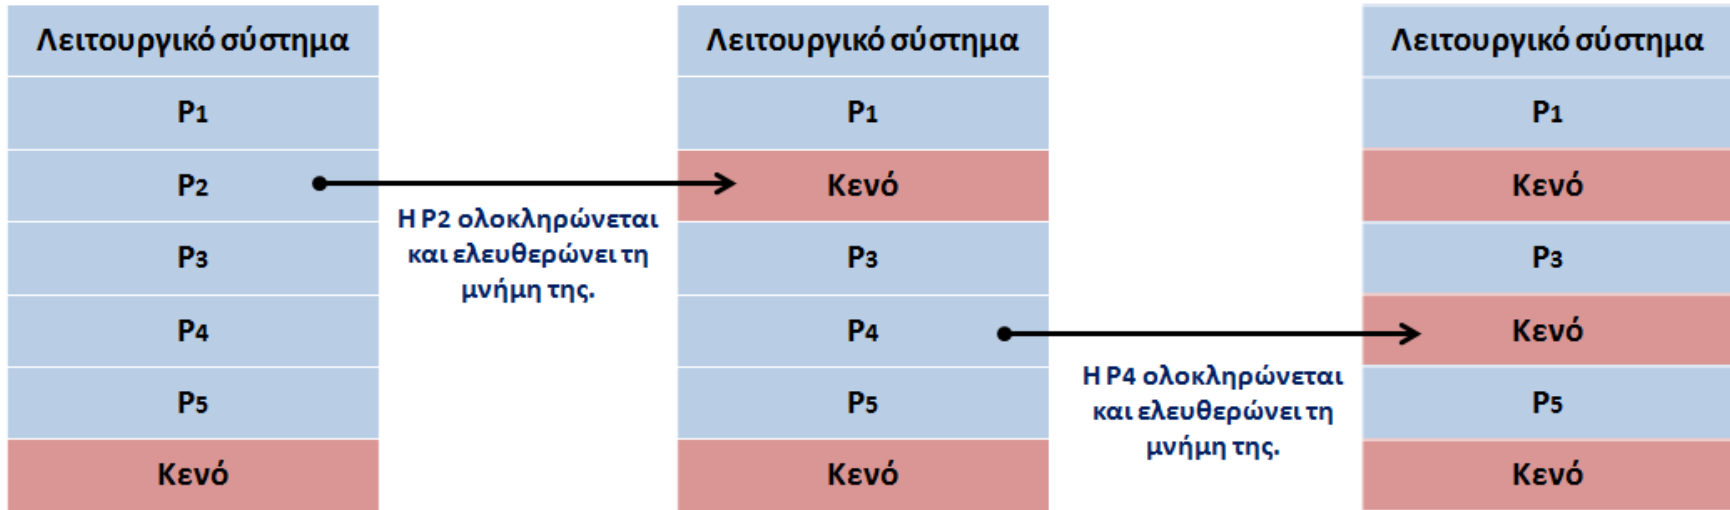 Λειτουργικό σύστημα
P1
P2
P3
P4
P5
Κενό
Η P2 ολοκληρώνεται
και ελευθερώνει τη
μνήμη της.
Λειτουργικό σύστημα
P1
Κενό
P3
P4
P5
Κενό
Η P4 ολοκληρώνεται
και ελευθερώνει τη
μνήμη της.
Λειτουργικό σύστημα
P1
Κενό
P3
Κενό
P5
Κενό